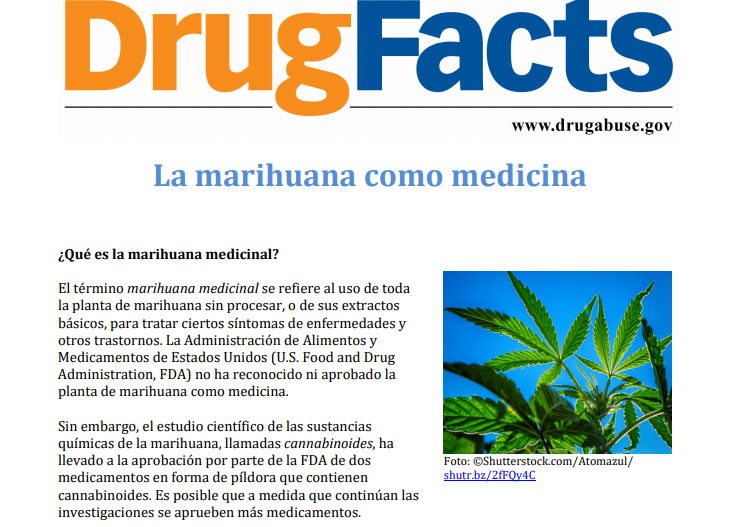 DrugFacts
www.drugabuse.gov
La marihuana como medicina
¿Qué es la marihuana medicinal?
El término marihuana medicinal se refiere al uso de toda
la planta de marihuana sin procesar, o de sus extractos
básicos, para tratar ciertos síntomas de enfermedades y
otros trastornos. La Administración de Alimentos y
Medicamentos de Estados Unidos (U.S. Food and Drug
Administration, FDA) no ha reconocido ni aprobado la
planta de marihuana como medicina.
Sin embargo, el estudio científico de las sustancias
químicas de la marihuana, llamadas cannabinoides, ha
llevado a la aprobación por parte de la FDA de dos
medicamentos en forma de píldora que contienen
cannabinoides. Es posible que a medida que continúan las
investigaciones se aprueben más medicamentos.
Foto: ©Shutterstock.com/Atomazul/
shutr.bz/2fFQy4C